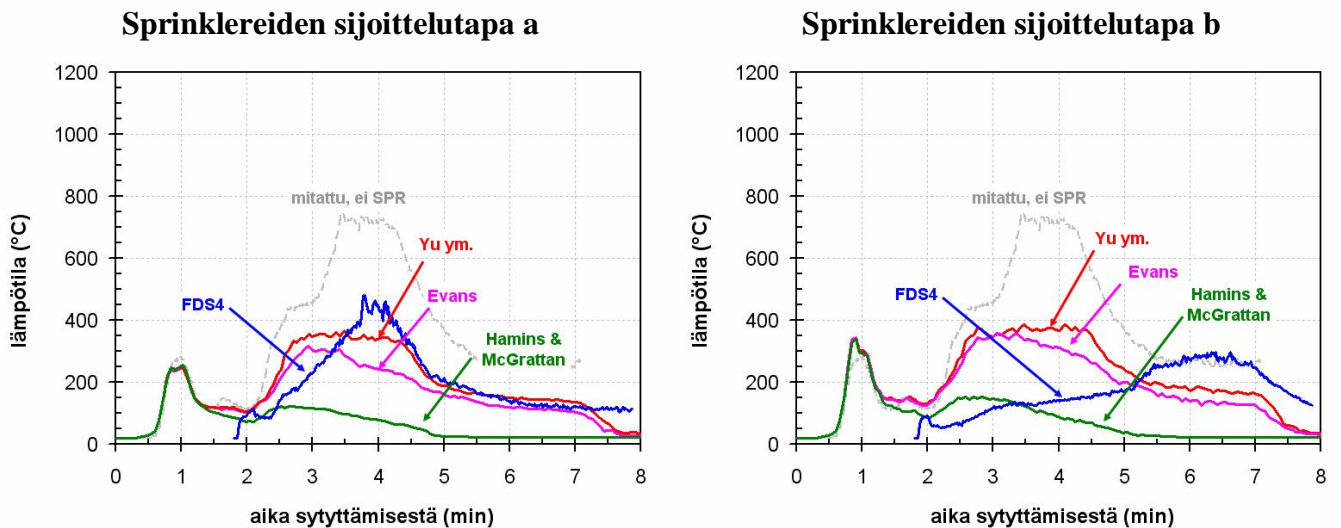 Sprinklereiden sijoittelutapa a
1200
1000
800
600
400
200
0
lämpötila (°C)
mitattu, ei SPR
Yu ym.
Evans
FDS4
Hamins &
McGrattan
0 1 2 3 4 5 6 7 8
aika sytyttämisestä (min)
Sprinklereiden sijoittelutapa b
1200
1000
800
600
400
200
0
lämpötila (°C)
mitattu, ei SPR
Yu ym.
Evans
FDS4
Hamins &
McGrattan
0 1 2 3 4 5 6 7 8
aika sytyttämisestä (min)